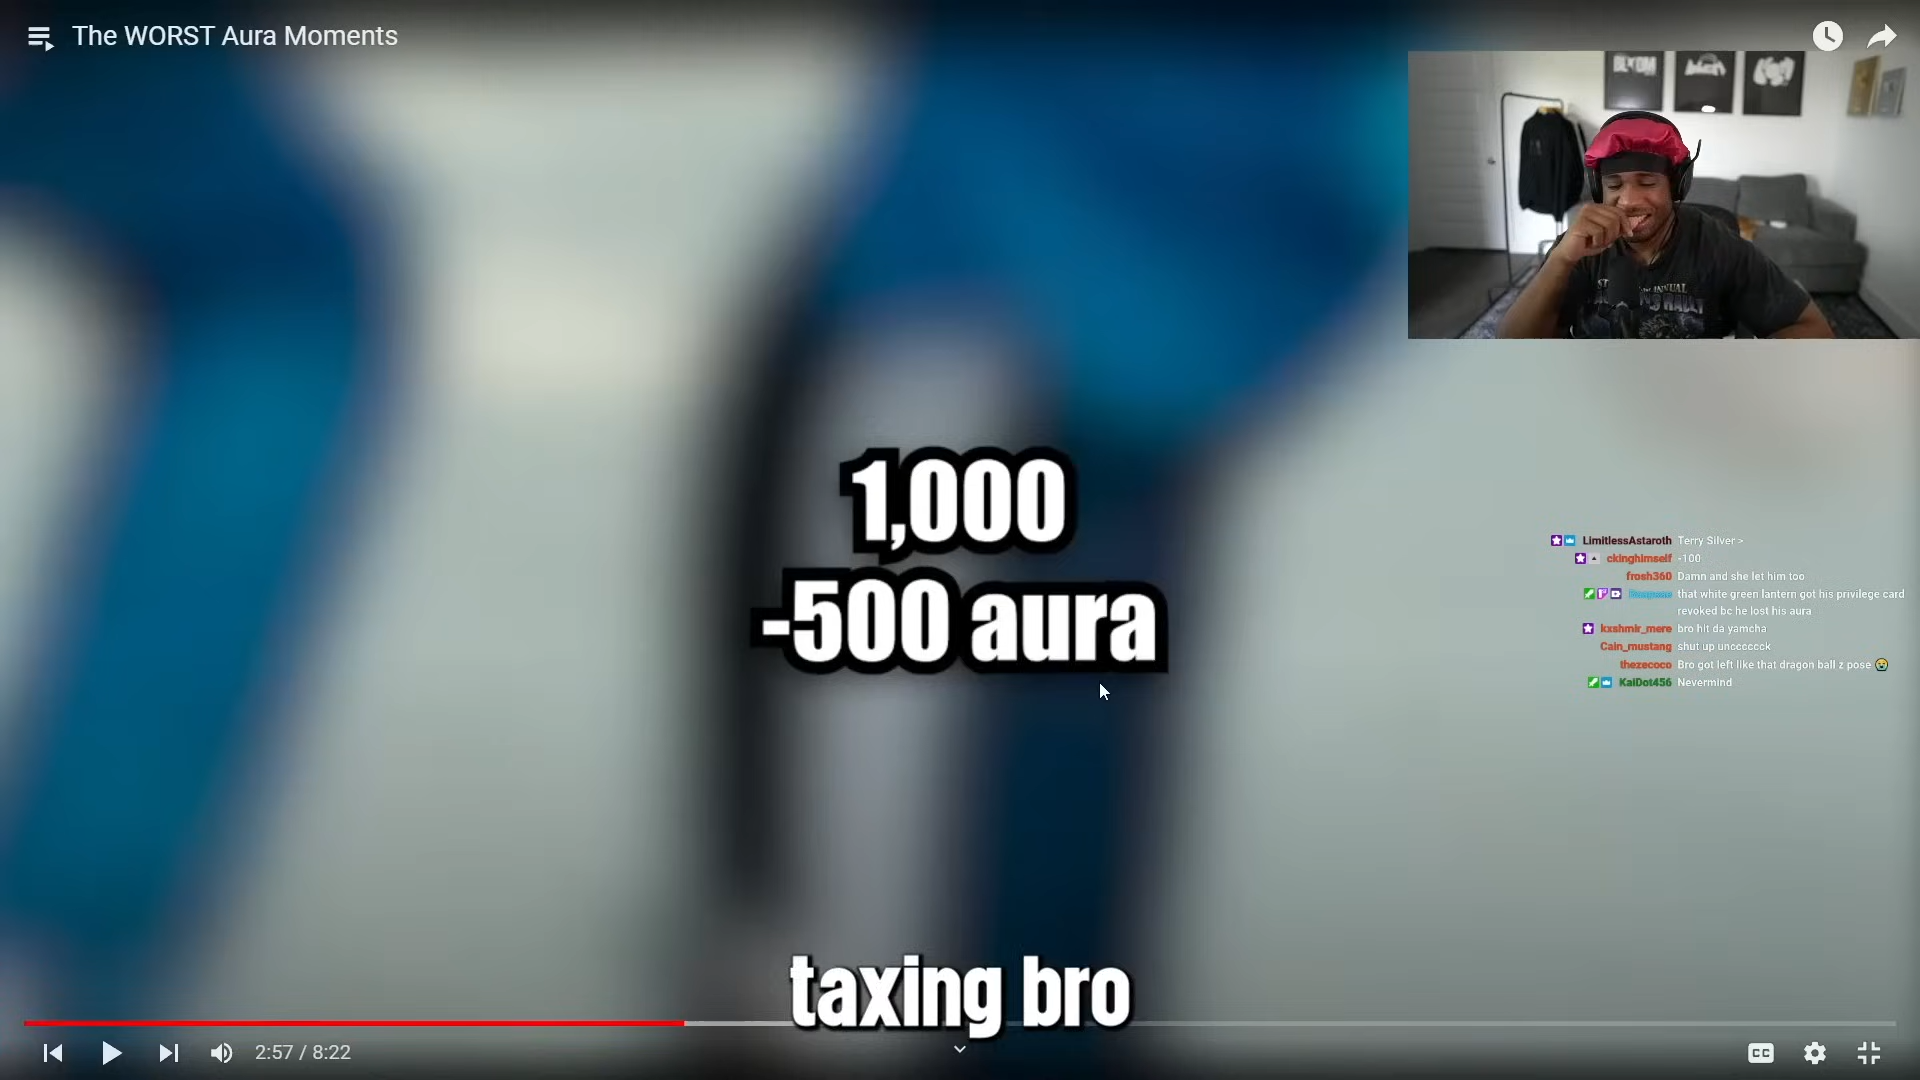 The WORST Aura Moments
BLXOM
1,000
-500 aura
LimitlessAstaroth Terry Silver >
ckinghimself -100
frosh360 Damn and she let him too
that white green lantern got his privilege card
revoked bc he lost his aura
kxshmir_mere bro hit da yamcha
Cain_mustang shut up unccccccck
thezecoco Bro got left like that dragon ball z pose 😭
KaiDot456 Nevermind
taxing bro
2:57 / 8:22
CC